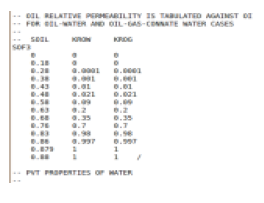 -- OIL RELATIVE PERMEABILITY IS TABULATED AGAINST OI
-- FOR OIL-WATER AND OIL-GAS-CONNATE WATER CASES
--
-- SOIL KROW KROG
SOF3
0 0 0
0.18 0 0
0.28 0.0001 0.0001
0.38 0.001 0.001
0.43 0.01 0.01
0.48 0.021 0.021
0.58 0.09 0.09
0.63 0.2 0.2
0.68 0.35 0.35
0.76 0.7 0.7
0.83 0.98 0.98
0.86 0.997 0.997
0.879 1 1
0.88 1 1 /
-- PVT PROPERTIES OF WATER
--